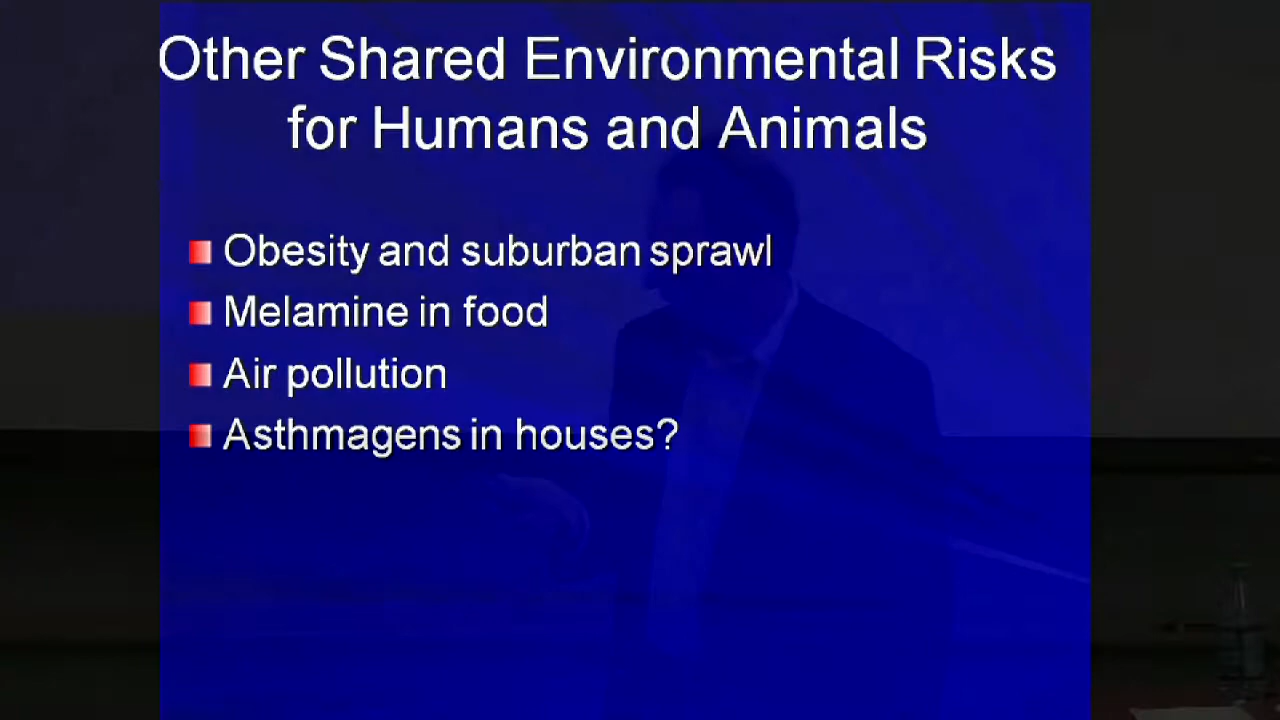 Other Shared Environmental Risks
for Humans and Animals
Obesity and suburban sprawl
Melamine in food
Air pollution
Asthmagens in houses?